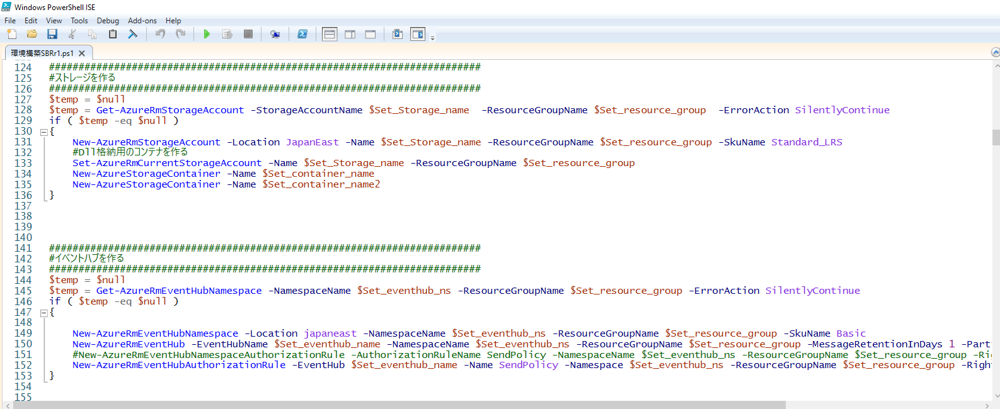 Windows PowerShell ISE
File Edit View Tools Debug Add-ons Help
環境構築SBRr1.ps1
124 #########################################################################
125 #ストレージを作る
126 #########################################################################
127 $temp = $null
128 $temp = Get-AzureRmStorageAccount -StorageAccountName $Set_Storage_name  -ResourceGroupName $Set_resource_group  -ErrorAction SilentlyContinue
129 if ( $temp -eq $null )
130 {
131     New-AzureRmStorageAccount -Location JapanEast -Name $Set_Storage_name -ResourceGroupName $Set_resource_group -SkuName Standard_LRS
132     #Dll格納用のコンテナを作る
133     Set-AzureRmCurrentStorageAccount -Name $Set_Storage_name -ResourceGroupName $Set_resource_group
134     New-AzureStorageContainer -Name $Set_container_name
135     New-AzureStorageContainer -Name $Set_container_name2
136 }
137
138
139
140
141 #########################################################################
142 #イベントハブを作る
143 #########################################################################
144 $temp = $null
145 $temp = Get-AzureRmEventHubNamespace -NamespaceName $Set_eventhub_ns -ResourceGroupName $Set_resource_group -ErrorAction SilentlyContinue
146 if ( $temp -eq $null )
147 {
148
149     New-AzureRmEventHubNamespace -Location japaneast -NamespaceName $Set_eventhub_ns -ResourceGroupName $Set_resource_group -SkuName Basic
150     New-AzureRmEventHub -EventHubName $Set_eventhub_name -NamespaceName $Set_eventhub_ns -ResourceGroupName $Set_resource_group -MessageRetentionInDays 1 -Part
151     #New-AzureRmEventHubNamespaceAuthorizationRule -AuthorizationRuleName SendPolicy -NamespaceName $Set_eventhub_ns -ResourceGroupName $Set_resource_group -Ri
152     New-AzureRmEventHubAuthorizationRule -EventHub $Set_eventhub_name -Name SendPolicy -Namespace $Set_eventhub_ns -ResourceGroupName $Set_resource_group -Righ
153 }
154
155